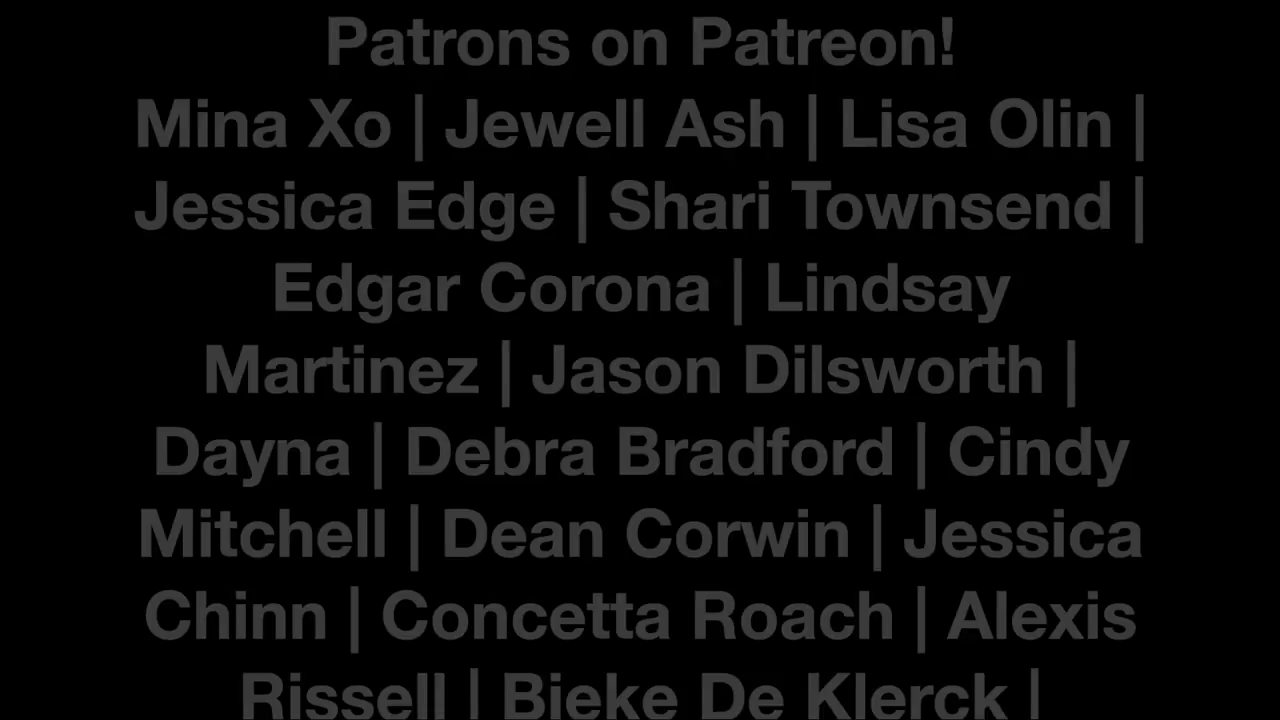 Patrons on Patreon!
Mina Xo | Jewell Ash | Lisa Olin |
Jessica Edge | Shari Townsend |
Edgar Corona | Lindsay
Martinez | Jason Dilsworth |
Dayna | Debra Bradford | Cindy
Mitchell | Dean Corwin | Jessica
Chinn | Concetta Roach | Alexis
Rissell | Bieke De Klerck |